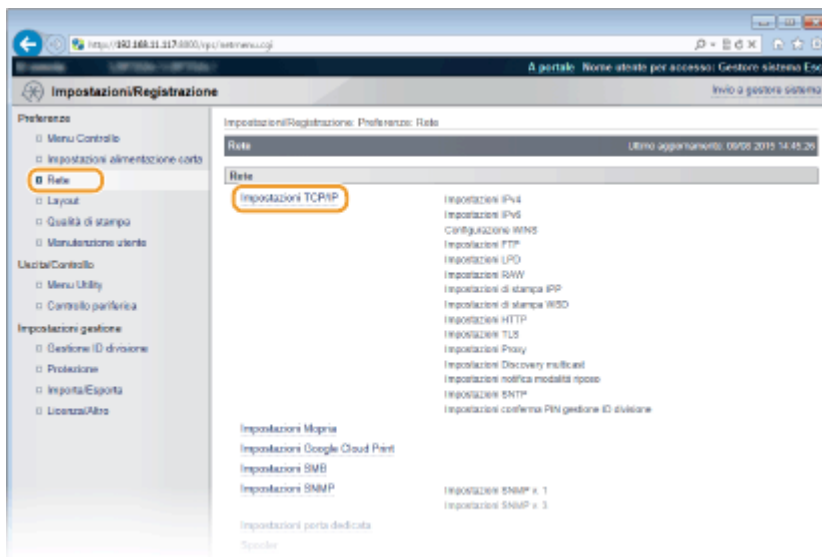 http://192.168.11.117:8000/rps/netmenu.cgi
A portale Nome utente per accesso: Gestore sistema Esc
Impostazioni/Registrazione
Invio a gestore sistema
Preferenze
Menu Controllo
Impostazioni alimentazione carta
Rete
Layout
Qualità di stampa
Manutenzione utente
Uscita/Controllo
Menu Utility
Controllo periferica
Impostazioni gestione
Gestione ID divisione
Protezione
Importa/Esporta
Licenza/Altro
Impostazioni/Registrazione: Preferenze: Rete
Rete
Ultimo aggiornamento: 2015 14:45:26
Rete
Impostazioni TCP/IP
Impostazioni IPv4
Impostazioni IPv6
Configurazione WINS
Impostazioni FTP
Impostazioni LPD
Impostazioni RAW
Impostazioni di stampa IPP
Impostazioni di stampa WSD
Impostazioni HTTP
Impostazioni TLS
Impostazioni Proxy
Impostazioni Discovery multicast
Impostazioni notifica modalità riposo
Impostazioni SNTP
Impostazioni conferma PIN gestione ID divisione
Impostazioni Mopria
Impostazioni Google Cloud Print
Impostazioni SMB
Impostazioni SNMP
Impostazioni SNMP v. 1
Impostazioni SNMP v. 3
Impostazioni porta dedicata
Spooler